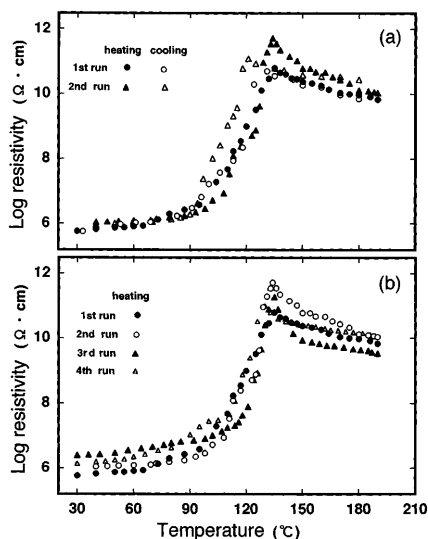 (a)
heating cooling
1st run ● ○
2nd run ▲ △
12
10
8
6
Log resistivity (Ω · cm)
(b)
heating
1st run ●
2nd run ○
3rd run ▲
4th run △
12
10
8
6
Log resistivity (Ω · cm)
30 60 90 120 150 180 210
Temperature (℃)